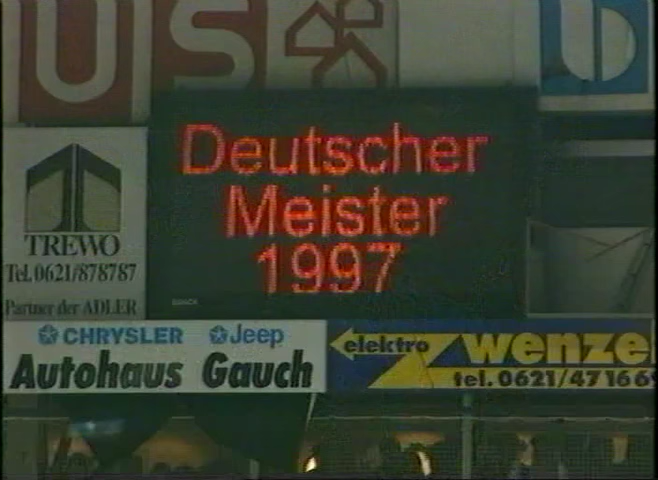 US
Deutscher
Meister
1997
TREWO
Tel. 0621/878787
Partner der ADLER
CHRYSLER Jeep
Autohaus Gauch
elektro wenze
tel. 0621/47166